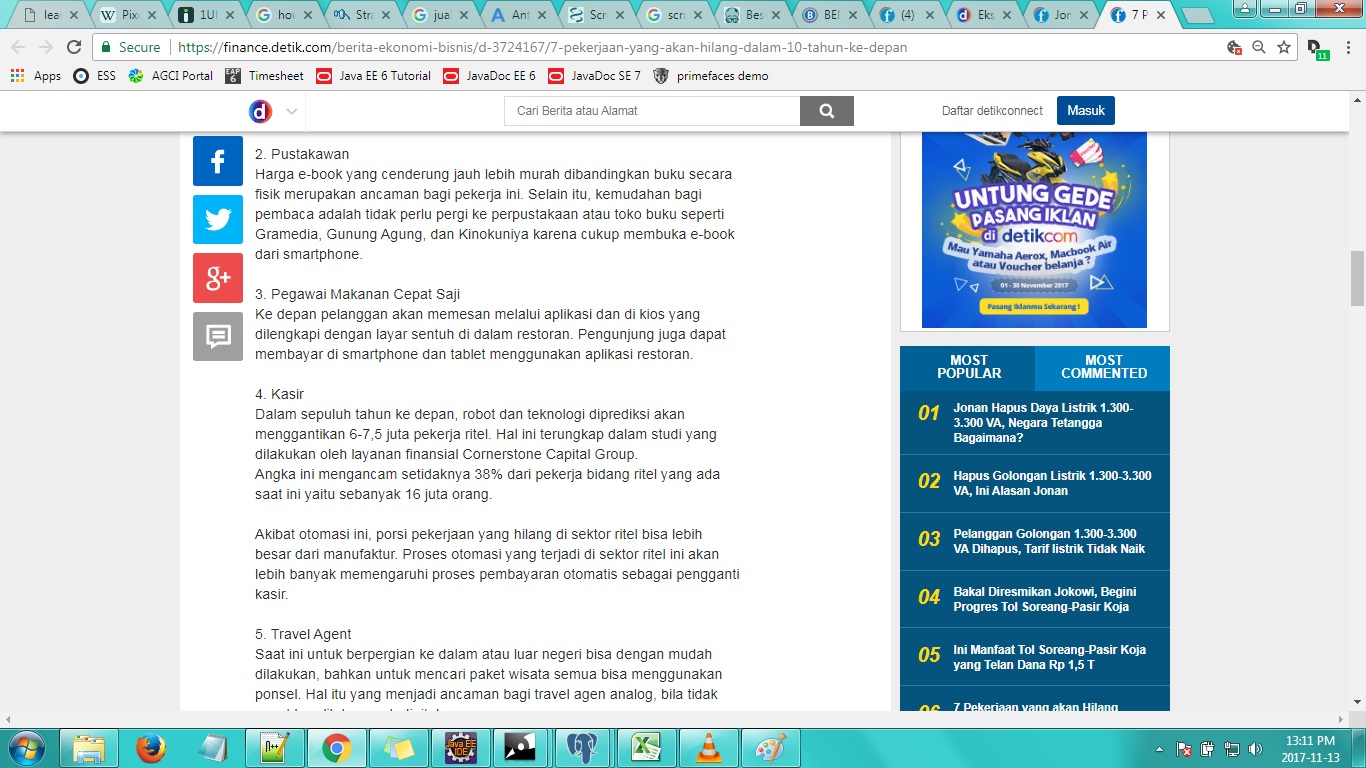 lea
Pix
1U
hov
Stra
jual
Ant
Scr
scr
Bes
BE
(4)
Eks
Jor
7 P
Secure
https://finance.detik.com/berita-ekonomi-bisnis/d-3724167/7-pekerjaan-yang-akan-hilang-dalam-10-tahun-ke-depan
11
Apps
ESS
AGCI Portal
Timesheet
Java EE 6 Tutorial
JavaDoc EE 6
JavaDoc SE 7
primefaces demo
Cari Berita atau Alamat
Daftar detikconnect
Masuk
2. Pustakawan
Harga e-book yang cenderung jauh lebih murah dibandingkan buku secara
fisik merupakan ancaman bagi pekerja ini. Selain itu, kemudahan bagi
pembaca adalah tidak perlu pergi ke perpustakaan atau toko buku seperti
Gramedia, Gunung Agung, dan Kinokuniya karena cukup membuka e-book
dari smartphone.
3. Pegawai Makanan Cepat Saji
Ke depan pelanggan akan memesan melalui aplikasi dan di kios yang
dilengkapi dengan layar sentuh di dalam restoran. Pengunjung juga dapat
membayar di smartphone dan tablet menggunakan aplikasi restoran.
4. Kasir
Dalam sepuluh tahun ke depan, robot dan teknologi diprediksi akan
menggantikan 6-7,5 juta pekerja ritel. Hal ini terungkap dalam studi yang
dilakukan oleh layanan finansial Cornerstone Capital Group.
Angka ini mengancam setidaknya 38% dari pekerja bidang ritel yang ada
saat ini yaitu sebanyak 16 juta orang.
Akibat otomasi ini, porsi pekerjaan yang hilang di sektor ritel bisa lebih
besar dari manufaktur. Proses otomasi yang terjadi di sektor ritel ini akan
lebih banyak memengaruhi proses pembayaran otomatis sebagai pengganti
kasir.
5. Travel Agent
Saat ini untuk berpergian ke dalam atau luar negeri bisa dengan mudah
dilakukan, bahkan untuk mencari paket wisata semua bisa menggunakan
ponsel. Hal itu yang menjadi ancaman bagi travel agen analog, bila tidak
UNTUNG GEDE
PASANG IKLAN
di detikcom
Mau Yamaha Aerox, Macbook Air
atau Voucher belanja ?
01 - 30 November 2017
Pasang Iklanmu Sekarang !
MOST
POPULAR
MOST
COMMENTED
01 Jonan Hapus Daya Listrik 1.300-
3.300 VA, Negara Tetangga
Bagaimana?
02 Hapus Golongan Listrik 1.300-3.300
VA, Ini Alasan Jonan
03 Pelanggan Golongan 1.300-3.300
VA Dihapus, Tarif listrik Tidak Naik
04 Bakal Diresmikan Jokowi, Begini
Progres Tol Soreang-Pasir Koja
05 Ini Manfaat Tol Soreang-Pasir Koja
yang Telan Dana Rp 1,5 T
06 7 Pekerjaan yang akan Hilang
Java EE
IDE
13:11 PM
2017-11-13